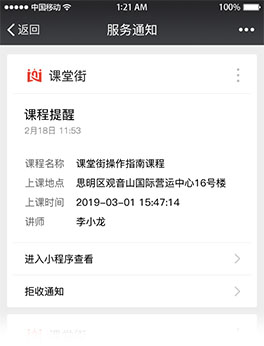 中国移动 1:21 AM 100%
返回 服务通知
课堂街
课程提醒
2月18日 11:53
课程名称 课堂街操作指南课程
上课地点 思明区观音山国际营运中心16号楼
上课时间 2019-03-01 15:47:14
讲师 李小龙
进入小程序查看
拒收通知
课堂街